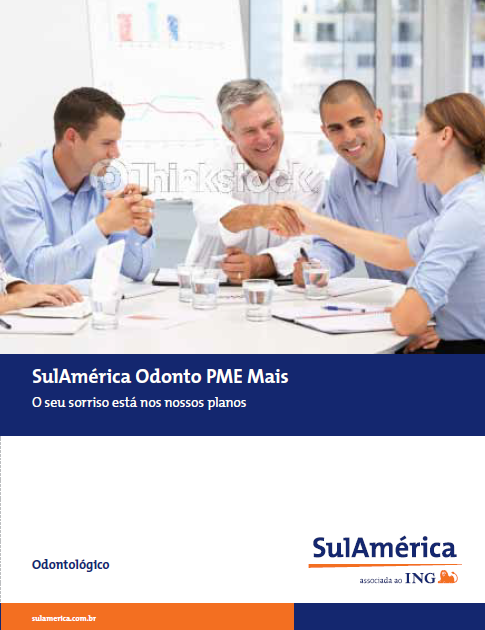 Thinkstock
SulAmérica Odonto PME Mais
O seu sorriso está nos nossos planos
Odontológico
SulAmérica
associada ao ING
sulamerica.com.br